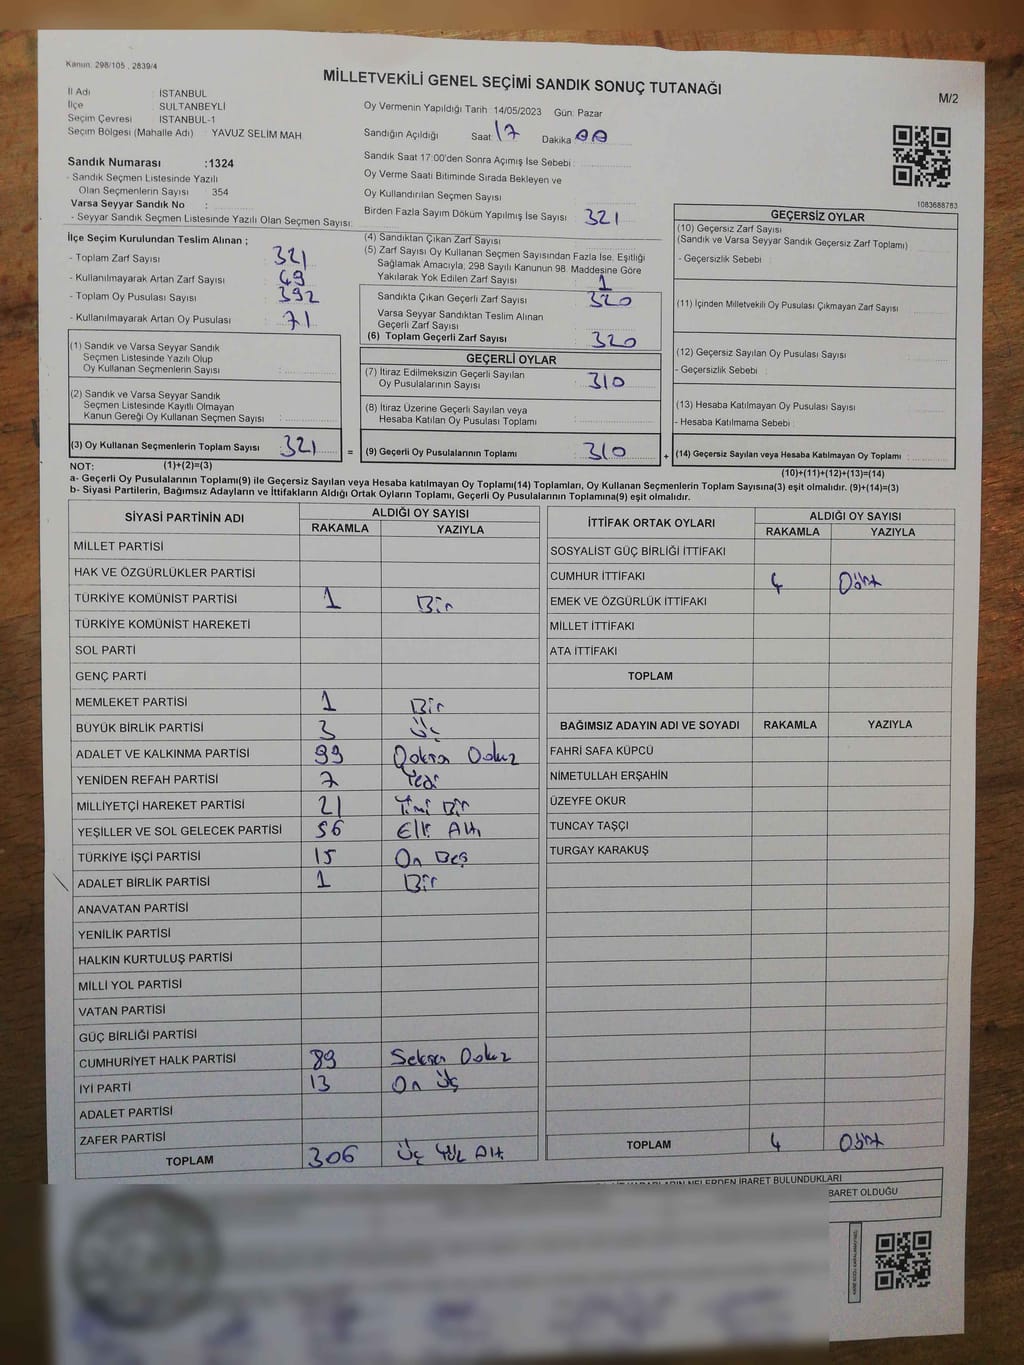 Kanun: 298/105 , 2839/4
MİLLETVEKİLİ GENEL SEÇİMİ SANDIK SONUÇ TUTANAĞI
M/2
İl Adı : İSTANBUL
İlçe : SULTANBEYLİ
Seçim Çevresi : İSTANBUL-1
Seçim Bölgesi (Mahalle Adı) : YAVUZ SELİM MAH
Oy Vermenin Yapıldığı Tarih 14/05/2023 Gün: Pazar
Sandığın Açıldığı Saat: 17 Dakika: 00
Sandık Saat 17:00'den Sonra Açımış İse Sebebi :
Oy Verme Saati Bitiminde Sırada Bekleyen ve
Oy Kullandırılan Seçmen Sayısı
Birden Fazla Sayım Döküm Yapılmış İse Sayısı 321
Sandık Numarası :1324
- Sandık Seçmen Listesinde Yazılı
Olan Seçmenlerin Sayısı : 354
Varsa Seyyar Sandık No :
- Seyyar Sandık Seçmen Listesinde Yazılı Olan Seçmen Sayısı:
1083688783
İlçe Seçim Kurulundan Teslim Alınan ;
- Toplam Zarf Sayısı : 321
- Kullanılmayarak Artan Zarf Sayısı : 49
- Toplam Oy Pusulası Sayısı : 392
- Kullanılmayarak Artan Oy Pusulası : 71
(1) Sandık ve Varsa Seyyar Sandık
Seçmen Listesinde Yazılı Olup
Oy Kullanan Seçmenlerin Sayısı :
(2) Sandık ve Varsa Seyyar Sandık
Seçmen Listesinde Kayıtlı Olmayan
Kanun Gereği Oy Kullanan Seçmen Sayısı :
(3) Oy Kullanan Seçmenlerin Toplam Sayısı : 321
=
(4) Sandıktan Çıkan Zarf Sayısı
(5) Zarf Sayısı Oy Kullanan Seçmen Sayısından Fazla İse, Eşitliği
Sağlamak Amacıyla, 298 Sayılı Kanunun 98. Maddesine Göre
Yakılarak Yok Edilen Zarf Sayısı : 1
Sandıkta Çıkan Geçerli Zarf Sayısı : 320
Varsa Seyyar Sandıktan Teslim Alınan
Geçerli Zarf Sayısı
(6) Toplam Geçerli Zarf Sayısı : 320
GEÇERLİ OYLAR
(7) İtiraz Edilmeksizin Geçerli Sayılan
Oy Pusulalarının Sayısı : 310
(8) İtiraz Üzerine Geçerli Sayılan veya
Hesaba Katılan Oy Pusulası Toplamı :
(9) Geçerli Oy Pusulalarının Toplamı : 310
+
GEÇERSİZ OYLAR
(10) Geçersiz Zarf Sayısı
(Sandık ve Varsa Seyyar Sandık Geçersiz Zarf Toplamı)
- Geçersizlik Sebebi :
(11) İçinden Milletvekili Oy Pusulası Çıkmayan Zarf Sayısı
(12) Geçersiz Sayılan Oy Pusulası Sayısı :
- Geçersizlik Sebebi :
(13) Hesaba Katılmayan Oy Pusulası Sayısı :
- Hesaba Katılmama Sebebi :
(14) Geçersiz Sayılan veya Hesaba Katılmayan Oy Toplamı :
NOT: (1)+(2)=(3)
(10)+(11)+(12)+(13)=(14)
a- Geçerli Oy Pusulalarının Toplamı(9) ile Geçersiz Sayılan veya Hesaba katılmayan Oy Toplamı(14) Toplamları, Oy Kullanan Seçmenlerin Toplam Sayısına(3) eşit olmalıdır. (9)+(14)=(3)
b- Siyasi Partilerin, Bağımsız Adayların ve İttifakların Aldığı Ortak Oyların Toplamı, Geçerli Oy Pusulalarının Toplamına(9) eşit olmalıdır.
SİYASİ PARTİNİN ADI ALDIĞI OY SAYISI
RAKAMLA YAZIYLA
MİLLET PARTİSİ
HAK VE ÖZGÜRLÜKLER PARTİSİ
TÜRKİYE KOMÜNİST PARTİSİ 1 Bir
TÜRKİYE KOMÜNİST HAREKETİ
SOL PARTİ
GENÇ PARTİ
MEMLEKET PARTİSİ 1 Bir
BÜYÜK BİRLİK PARTİSİ 3 Üç
ADALET VE KALKINMA PARTİSİ 99 Doksan Dokuz
YENİDEN REFAH PARTİSİ 7 Yedi
MİLLİYETÇİ HAREKET PARTİSİ 21 Yirmi Bir
YEŞİLLER VE SOL GELECEK PARTİSİ 56 Elli Altı
TÜRKİYE İŞÇİ PARTİSİ 15 On Beş
ADALET BİRLİK PARTİSİ 1 Bir
ANAVATAN PARTİSİ
YENİLİK PARTİSİ
HALKIN KURTULUŞ PARTİSİ
MİLLİ YOL PARTİSİ
VATAN PARTİSİ
GÜÇ BİRLİĞİ PARTİSİ
CUMHURİYET HALK PARTİSİ 89 Seksen Dokuz
İYİ PARTİ 13 On Üç
ADALET PARTİSİ
ZAFER PARTİSİ
TOPLAM 306 Üç Yüz Altı
İTTİFAK ORTAK OYLARI ALDIĞI OY SAYISI
RAKAMLA YAZIYLA
SOSYALİST GÜÇ BİRLİĞİ İTTİFAKI
CUMHUR İTTİFAKI 4 Dört
EMEK VE ÖZGÜRLÜK İTTİFAKI
MİLLET İTTİFAKI
ATA İTTİFAKI
TOPLAM
BAĞIMSIZ ADAYIN ADI VE SOYADI RAKAMLA YAZIYLA
FAHRİ SAFA KÜPCÜ
NİMETULLAH ERŞAHİN
ÜZEYFE OKUR
TUNCAY TAŞÇI
TURGAY KARAKUŞ
TOPLAM 4 Dört
NELERDEN İBARET BULUNDUKLARI
İBARET OLDUĞU